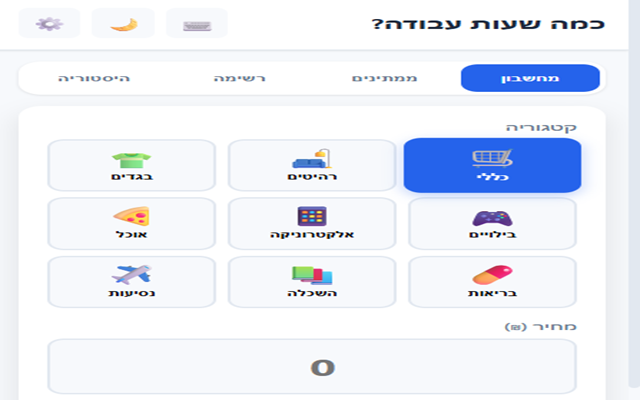 כמה שעות עבודה?
מחשבון ממתינים רשימה היסטוריה
קטגוריה
כללי רהיטים בגדים
בילויים אלקטרוניקה אוכל
בריאות השכלה נסיעות
מחיר (₪)
0